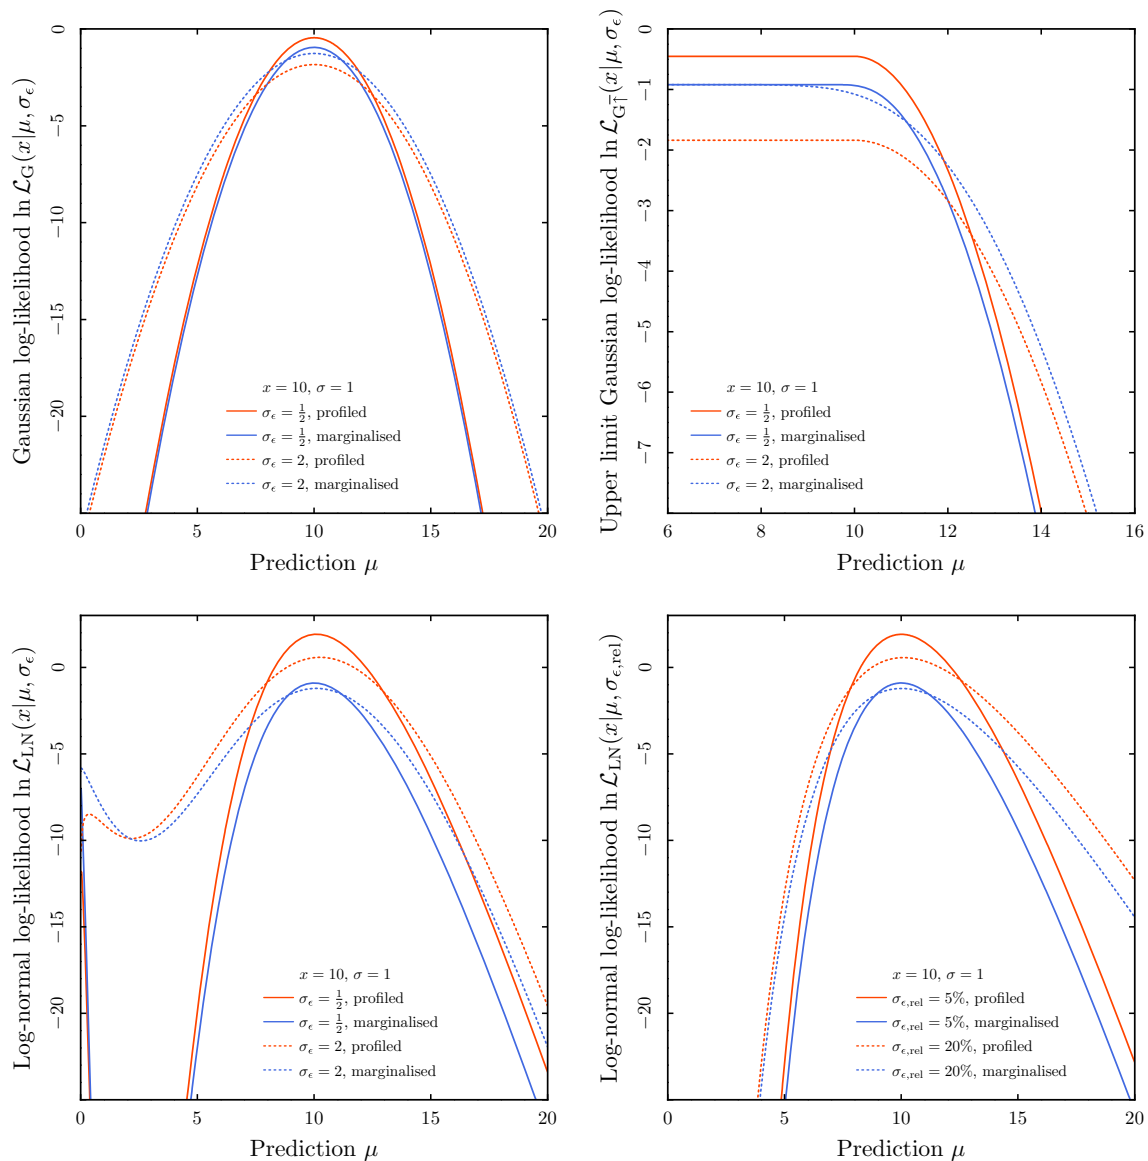 Gaussian log-likelihood ln ℒ_G(x|μ, σ_ϵ)
0
−5
−10
−15
−20
x = 10, σ = 1
σ_ϵ = 1/2, profiled
σ_ϵ = 1/2, marginalised
σ_ϵ = 2, profiled
σ_ϵ = 2, marginalised
0 5 10 15 20
Prediction μ
Upper limit Gaussian log-likelihood ln ℒ_G↑(x|μ, σ_ϵ)
0
−1
−2
−3
−4
−5
−6
−7
x = 10, σ = 1
σ_ϵ = 1/2, profiled
σ_ϵ = 1/2, marginalised
σ_ϵ = 2, profiled
σ_ϵ = 2, marginalised
6 8 10 12 14 16
Prediction μ
Log-normal log-likelihood ln ℒ_LN(x|μ, σ_ϵ)
0
−5
−10
−15
−20
x = 10, σ = 1
σ_ϵ = 1/2, profiled
σ_ϵ = 1/2, marginalised
σ_ϵ = 2, profiled
σ_ϵ = 2, marginalised
0 5 10 15 20
Prediction μ
Log-normal log-likelihood ln ℒ_LN(x|μ, σ_ϵ,rel)
0
−5
−10
−15
−20
x = 10, σ = 1
σ_ϵ,rel = 5%, profiled
σ_ϵ,rel = 5%, marginalised
σ_ϵ,rel = 20%, profiled
σ_ϵ,rel = 20%, marginalised
0 5 10 15 20
Prediction μ